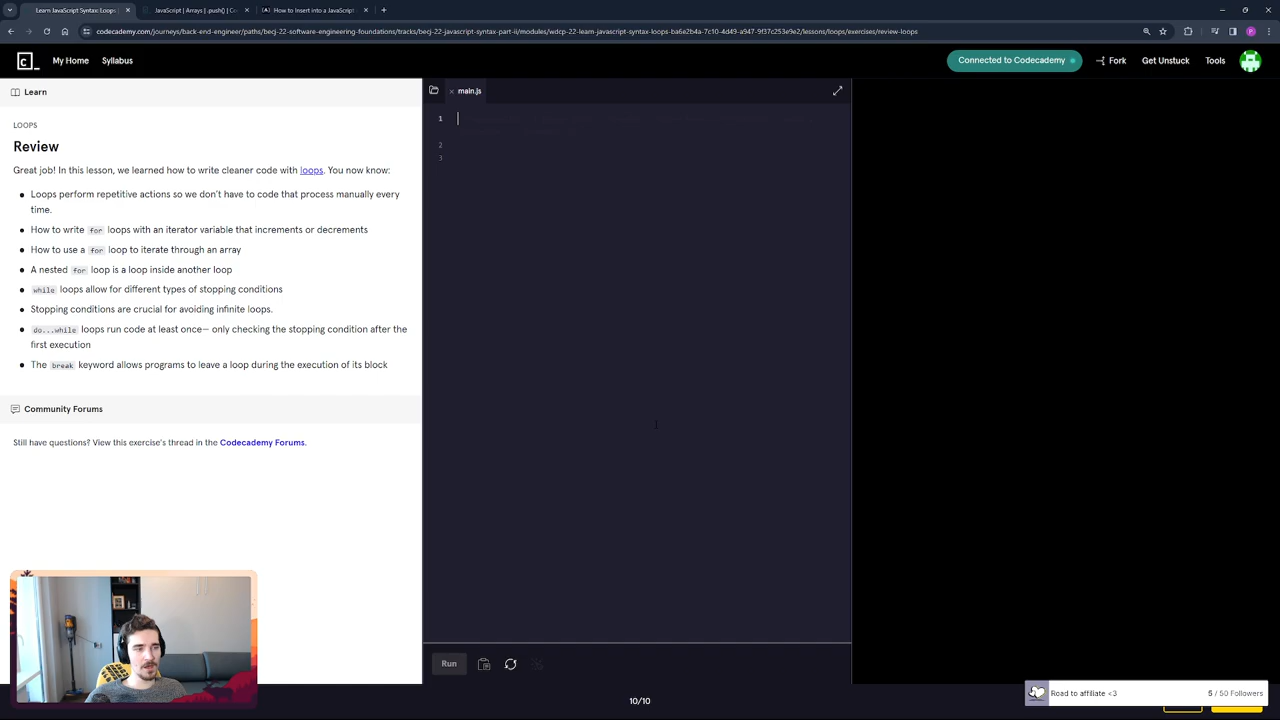 Learn JavaScript Syntax: Loops
JavaScript | Arrays | .push() | C
How to Insert into a JavaScript
codecademy.com/journeys/back-end-engineer/paths/becj-22-software-engineering-foundations/tracks/becj-22-javascript-syntax-part-ii/modules/wdcp-22-learn-javascript-syntax-loops-ba6e2b4a-7c10-4d49-a947-9f37c253e9e2/lessons/loops/exercises/review-loops
c_
My Home
Syllabus
Connected to Codecademy
Fork
Get Unstuck
Tools
Learn
main.js
LOOPS
Review
Great job! In this lesson, we learned how to write cleaner code with loops. You now know:
Loops perform repetitive actions so we don't have to code that process manually every
time.
How to write for loops with an iterator variable that increments or decrements
How to use a for loop to iterate through an array
A nested for loop is a loop inside another loop
while loops allow for different types of stopping conditions
Stopping conditions are crucial for avoiding infinite loops.
do...while loops run code at least once— only checking the stopping condition after the
first execution
The break keyword allows programs to leave a loop during the execution of its block
Community Forums
Still have questions? View this exercise's thread in the Codecademy Forums.
1
2
3
Run
10/10
Road to affiliate <3
5 / 50 Followers